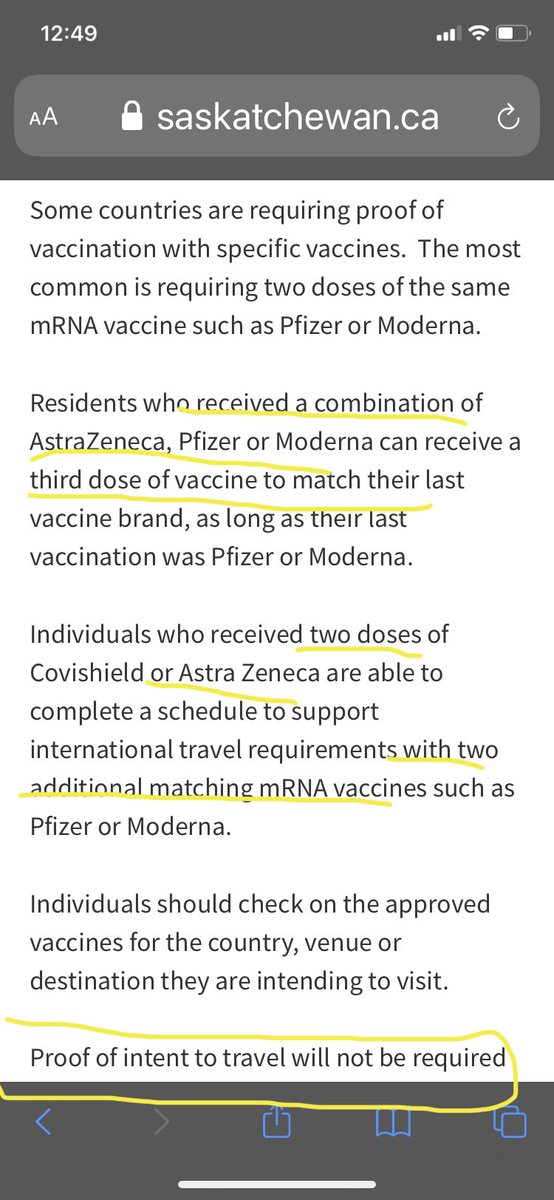 12:49
AA saskatchewan.ca
Some countries are requiring proof of
vaccination with specific vaccines.  The most
common is requiring two doses of the same
mRNA vaccine such as Pfizer or Moderna.
Residents who received a combination of
AstraZeneca, Pfizer or Moderna can receive a
third dose of vaccine to match their last
vaccine brand, as long as their last
vaccination was Pfizer or Moderna.
Individuals who received two doses of
Covishield or Astra Zeneca are able to
complete a schedule to support
international travel requirements with two
additional matching mRNA vaccines such as
Pfizer or Moderna.
Individuals should check on the approved
vaccines for the country, venue or
destination they are intending to visit.
Proof of intent to travel will not be required